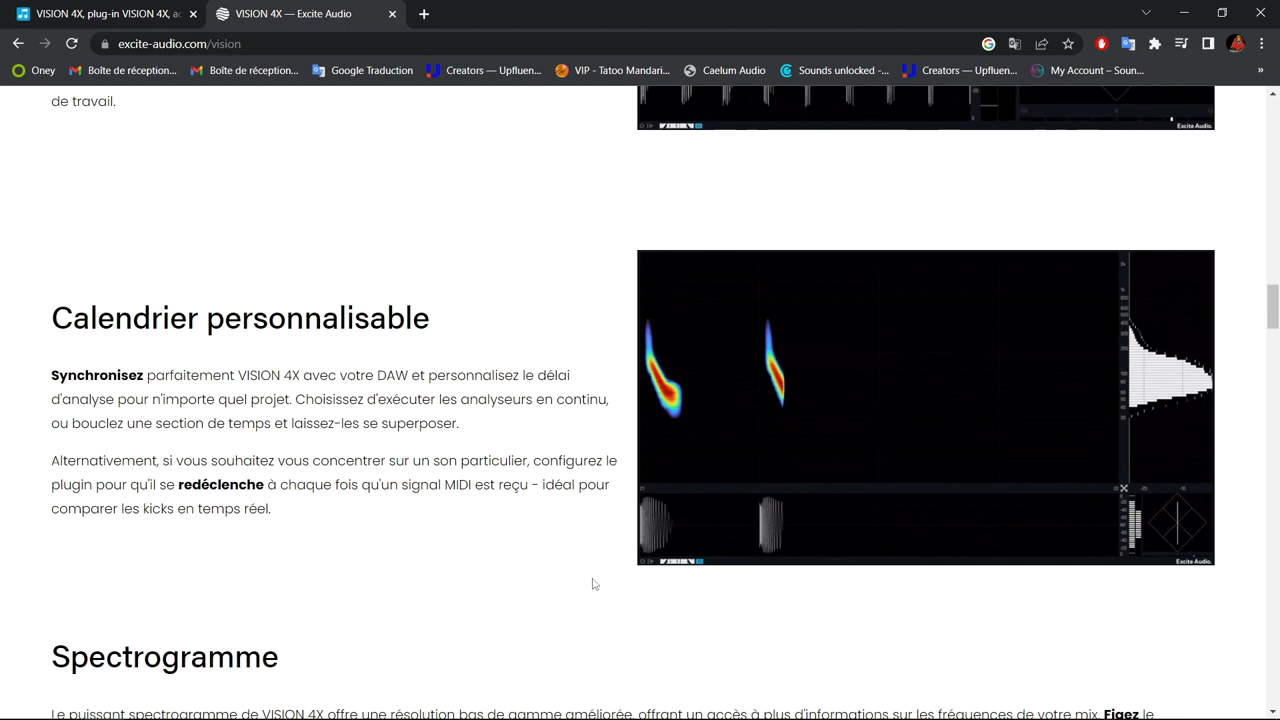 VISION 4X, plug-in VISION 4X, ac
VISION 4X — Excite Audio
excite-audio.com/vision
Oney
Boîte de réception...
Boîte de réception...
Google Traduction
Creators — Upfluen...
VIP - Tatoo Mandari...
Castum Audio
Sounds unlocked -...
Creators — Upfluen...
My Account – Soun...
»
de travail.
Excite Audio.
Calendrier personnalisable
Synchronisez parfaitement VISION 4X avec votre DAW et personnalisez le délai
d'analyse pour n'importe quel projet. Choisissez d'exécuter les analyseurs en continu,
ou bouclez une section de temps et laissez-les se superposer.
Alternativement, si vous souhaitez vous concentrer sur un son particulier, configurez le
plugin pour qu'il se redéclenche à chaque fois qu'un signal MIDI est reçu - idéal pour
comparer les kicks en temps réel.
Excite Audio.
Spectrogramme
Le puissant spectrogramme de VISION 4X offre une résolution bas de gamme améliorée, offrant un accès à plus d'informations sur les fréquences de votre mix. Figez le